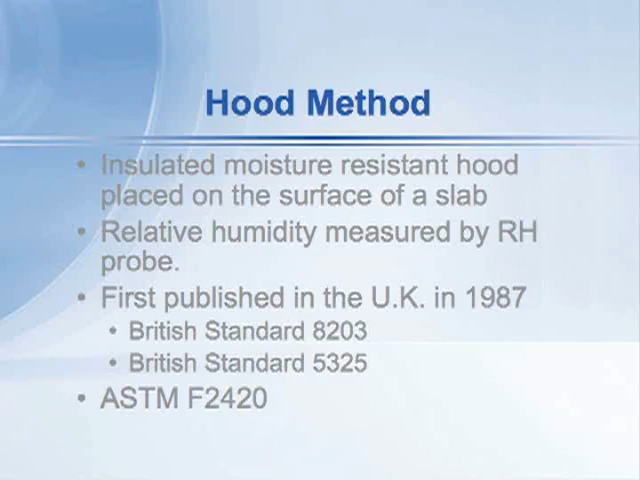 Hood Method
• Insulated moisture resistant hood
placed on the surface of a slab
• Relative humidity measured by RH
probe.
• First published in the U.K. in 1987
• British Standard 8203
• British Standard 5325
• ASTM F2420